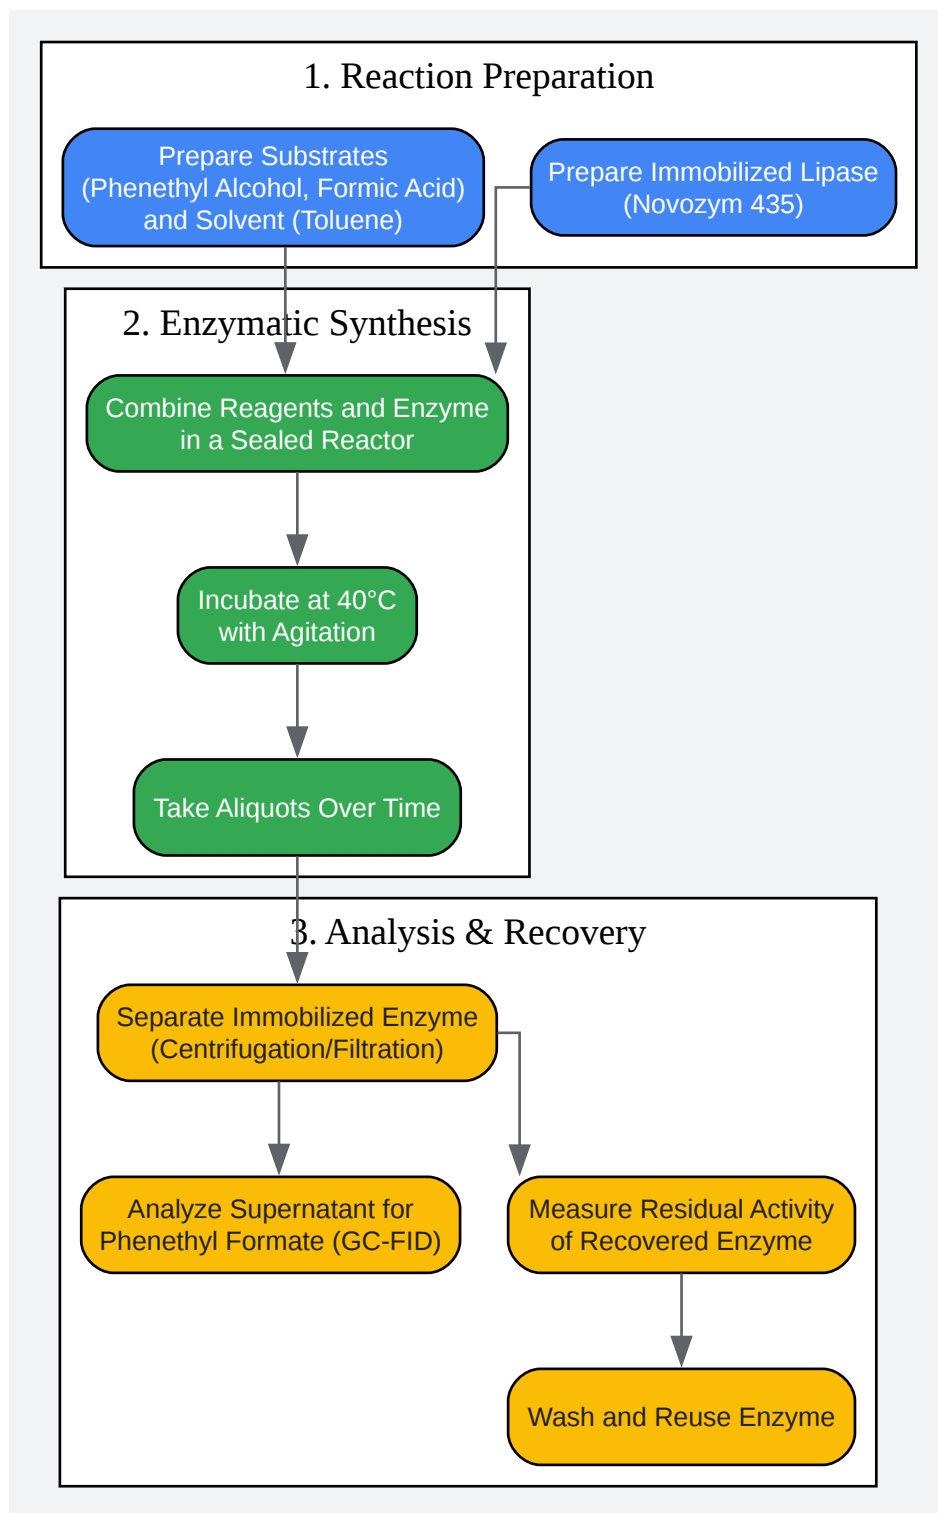 1. Reaction Preparation
Prepare Substrates
(Phenethyl Alcohol, Formic Acid)
and Solvent (Toluene)
Prepare Immobilized Lipase
(Novozym 435)
2. Enzymatic Synthesis
Combine Reagents and Enzyme
in a Sealed Reactor
Incubate at 40°C
with Agitation
Take Aliquots Over Time
3. Analysis & Recovery
Separate Immobilized Enzyme
(Centrifugation/Filtration)
Analyze Supernatant for
Phenethyl Formate (GC-FID)
Measure Residual Activity
of Recovered Enzyme
Wash and Reuse Enzyme